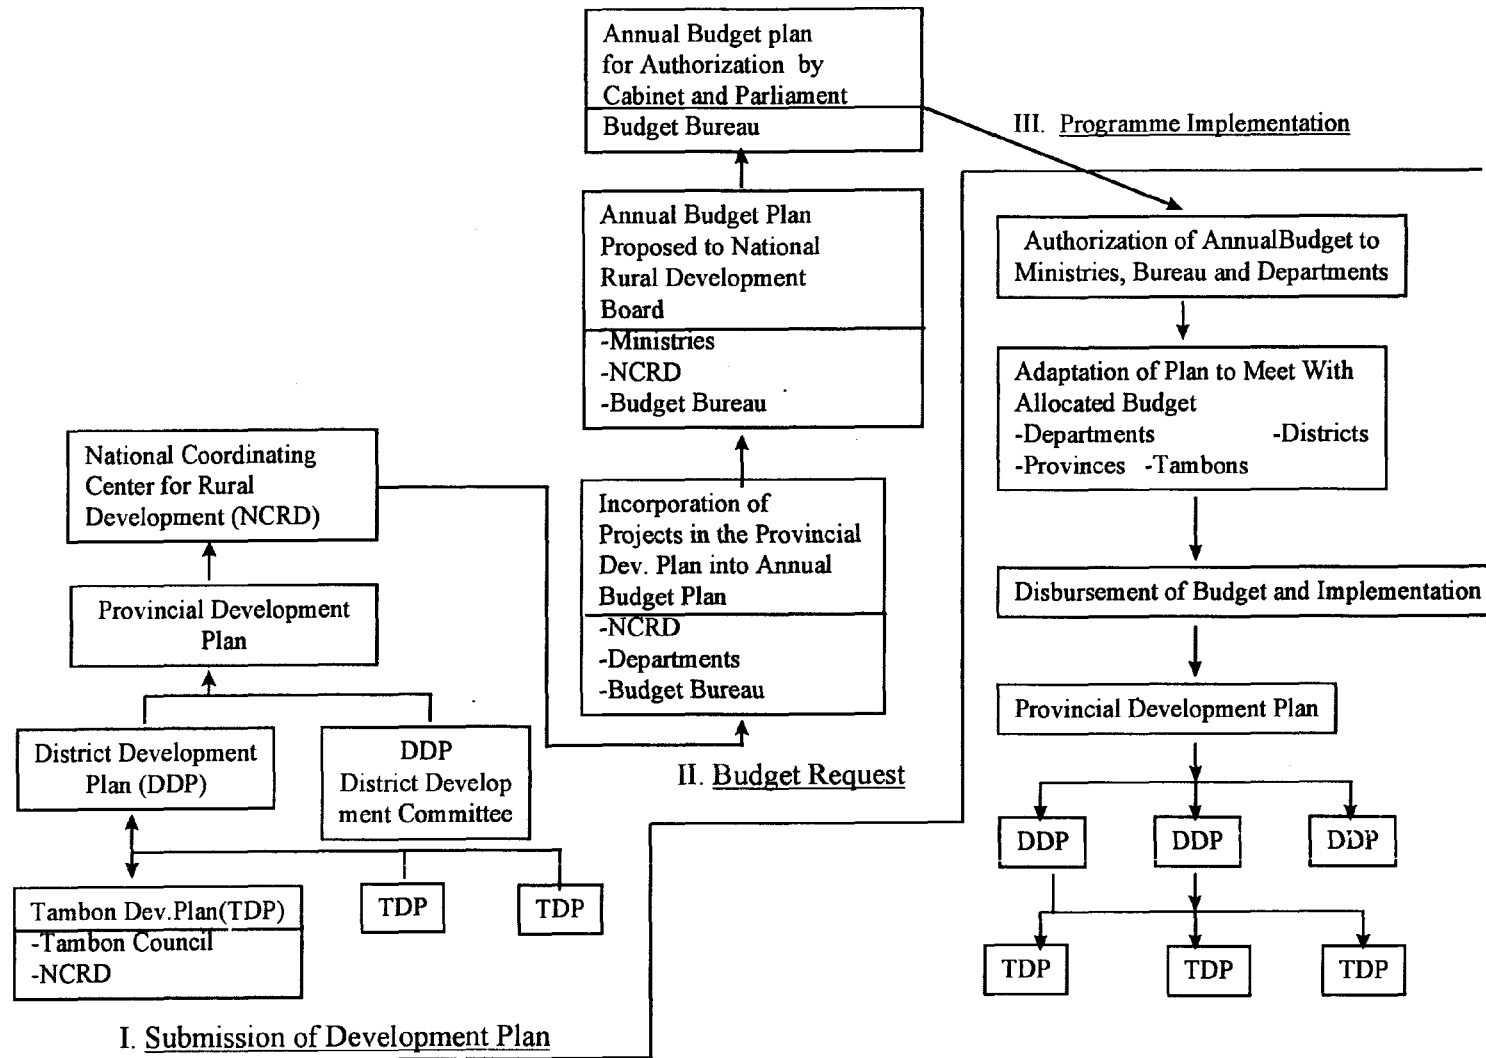 Annual Budget plan
for Authorization by
Cabinet and Parliament
Budget Bureau
III. Programme Implementation
Annual Budget Plan
Proposed to National
Rural Development
Board
-Ministries
-NCRD
-Budget Bureau
Authorization of AnnualBudget to
Ministries, Bureau and Departments
Adaptation of Plan to Meet With
Allocated Budget
-Departments -Districts
-Provinces -Tambons
National Coordinating
Center for Rural
Development (NCRD)
Incorporation of
Projects in the Provincial
Dev. Plan into Annual
Budget Plan
-NCRD
-Departments
-Budget Bureau
Provincial Development
Plan
Disbursement of Budget and Implementation
District Development
Plan (DDP)
DDP
District Develop
ment Committee
II. Budget Request
Provincial Development Plan
DDP
DDP
DDP
Tambon Dev.Plan(TDP)
-Tambon Council
-NCRD
TDP
TDP
TDP
TDP
TDP
I. Submission of Development Plan